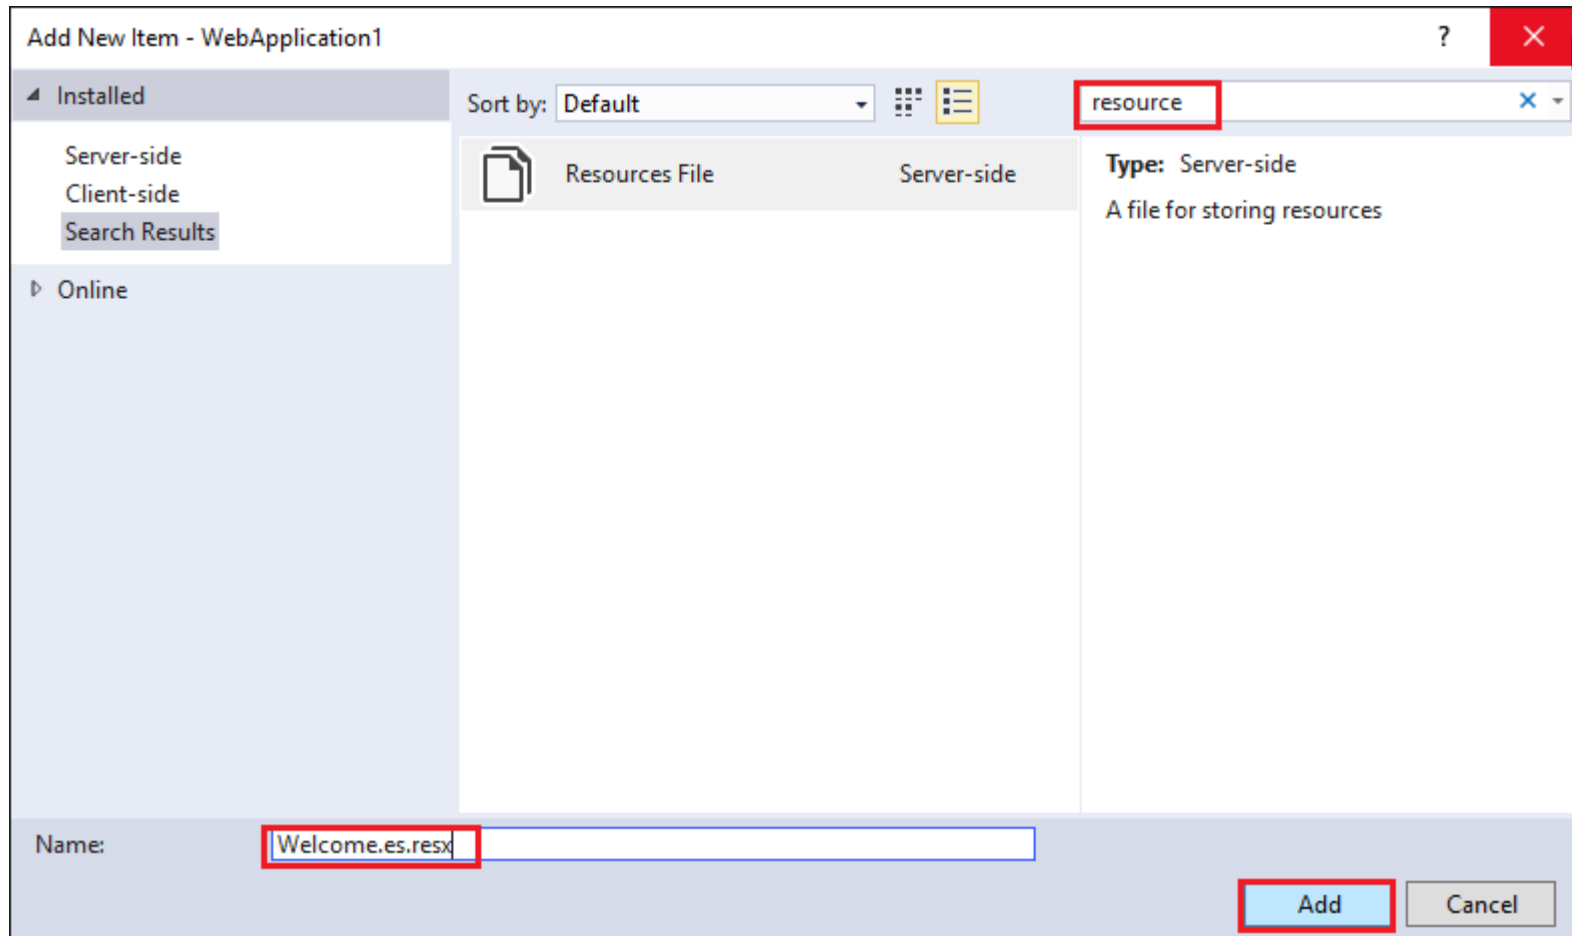 Add New Item - WebApplication1
?
Installed
Sort by: Default
resource
Server-side
Client-side
Search Results
Online
Resources File Server-side
Type: Server-side
A file for storing resources
Name: Welcome.es.resx
Add Cancel